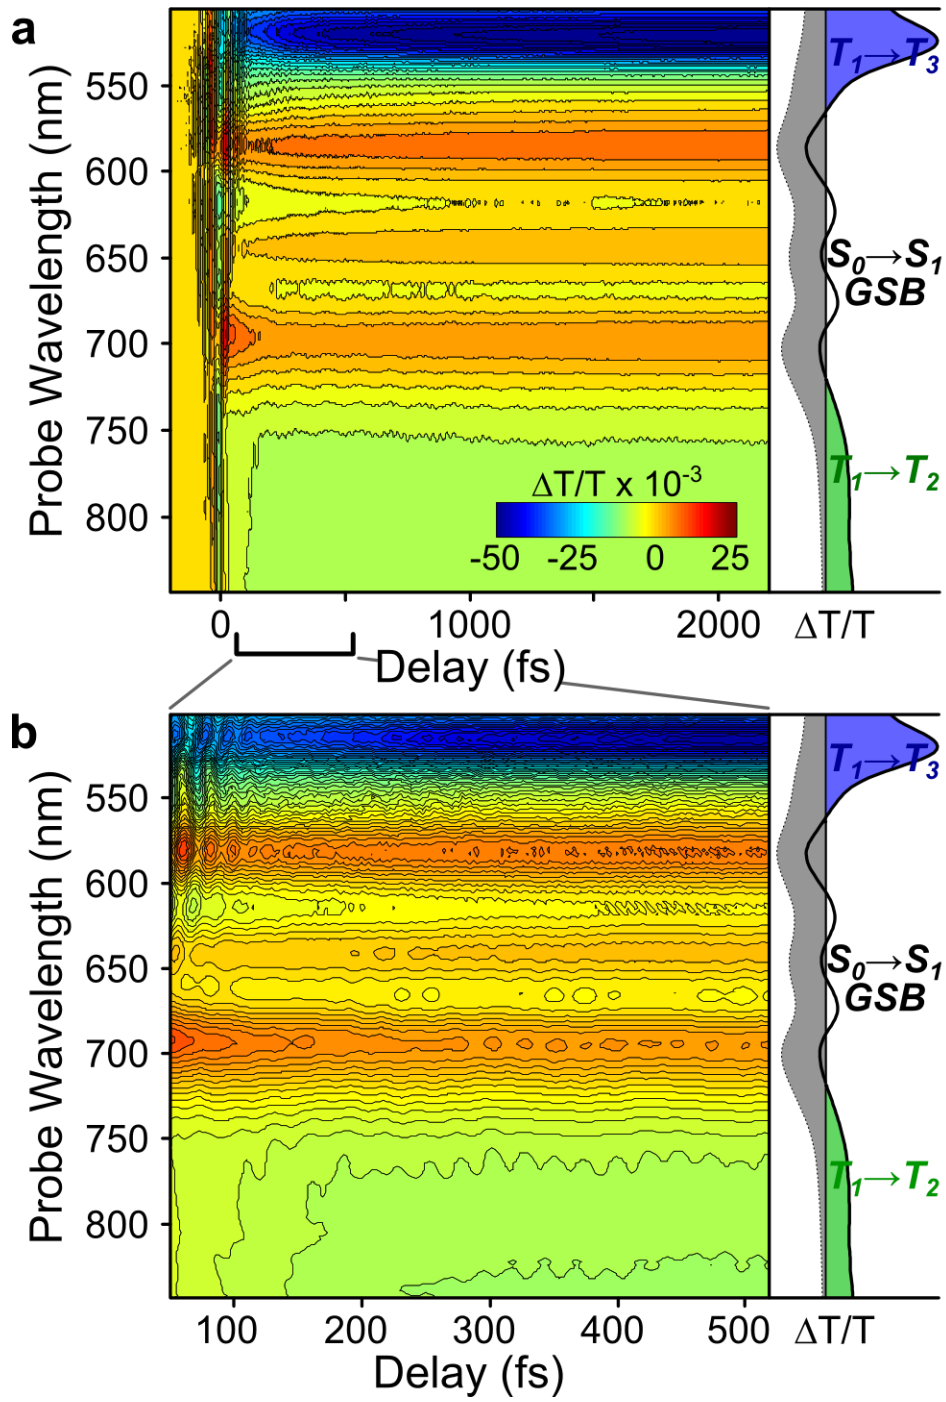 a
Probe Wavelength (nm)
550
600
650
700
750
800
T1→T3
S0→S1
GSB
T1→T2
ΔT/T x 10-3
-50 -25 0 25
0 1000 2000 ΔT/T
Delay (fs)
b
Probe Wavelength (nm)
550
600
650
700
750
800
T1→T3
S0→S1
GSB
T1→T2
100 200 300 400 500 ΔT/T
Delay (fs)